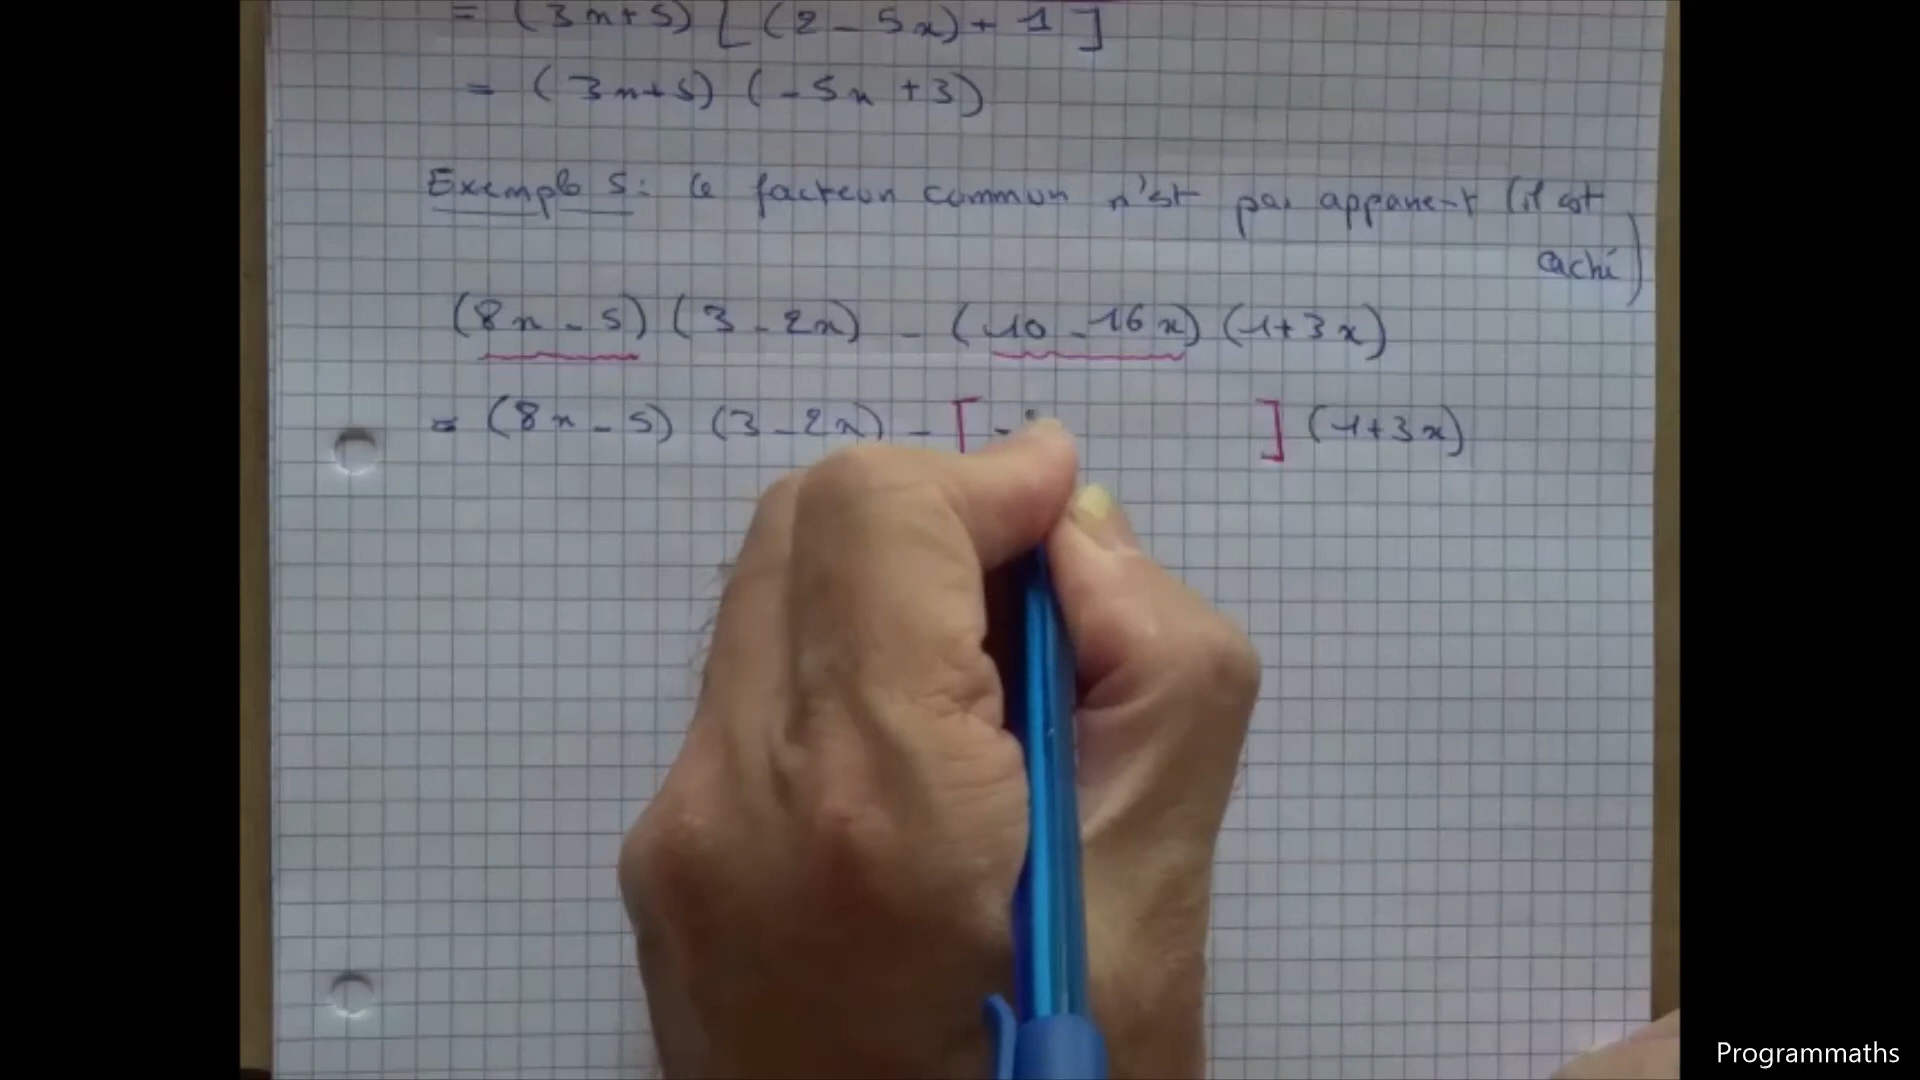 = (3x+5) [(2-5x)+1]
= (3x+5) (-5x+3)
Exemple 5: le facteur commun n'est pas apparent (il est
caché)
(8x-5) (3-2x) - (10-16x) (1+3x)
= (8x-5) (3-2x) - [ - ] (1+3x)
Programmaths